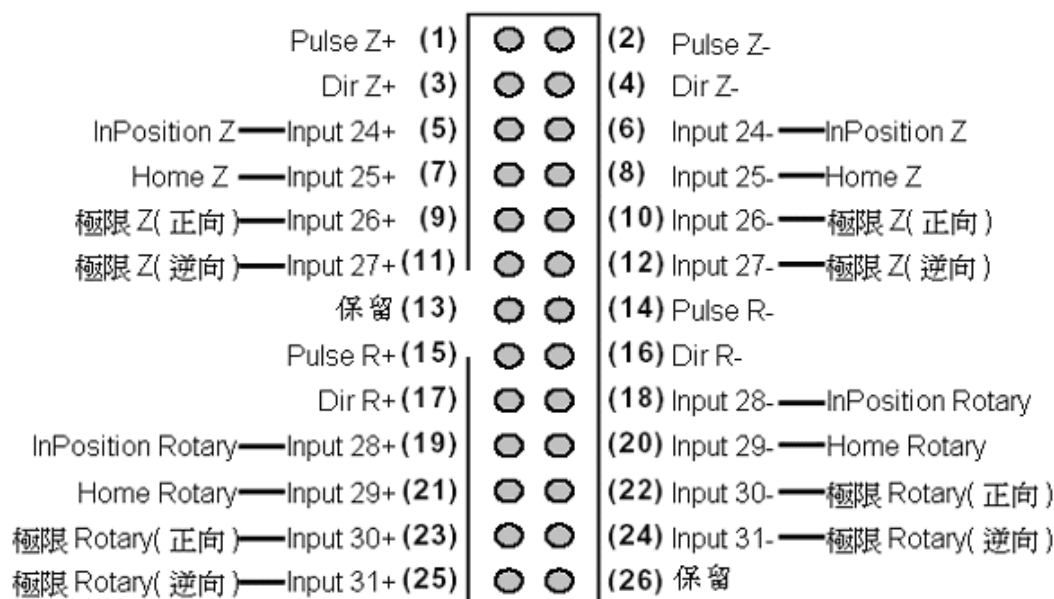 Pulse Z+ (1) (2) Pulse Z-
Dir Z+ (3) (4) Dir Z-
InPosition Z Input 24+ (5) (6) Input 24- InPosition Z
Home Z Input 25+ (7) (8) Input 25- Home Z
極限 Z( 正向 ) Input 26+ (9) (10) Input 26- 極限 Z( 正向 )
極限 Z( 逆向 ) Input 27+ (11) (12) Input 27- 極限 Z( 逆向 )
保留 (13) (14) Pulse R-
Pulse R+ (15) (16) Dir R-
Dir R+ (17) (18) Input 28- InPosition Rotary
InPosition Rotary Input 28+ (19) (20) Input 29- Home Rotary
Home Rotary Input 29+ (21) (22) Input 30- 極限 Rotary( 正向 )
極限 Rotary( 正向 ) Input 30+ (23) (24) Input 31- 極限 Rotary( 逆向 )
極限 Rotary( 逆向 ) Input 31+ (25) (26) 保留